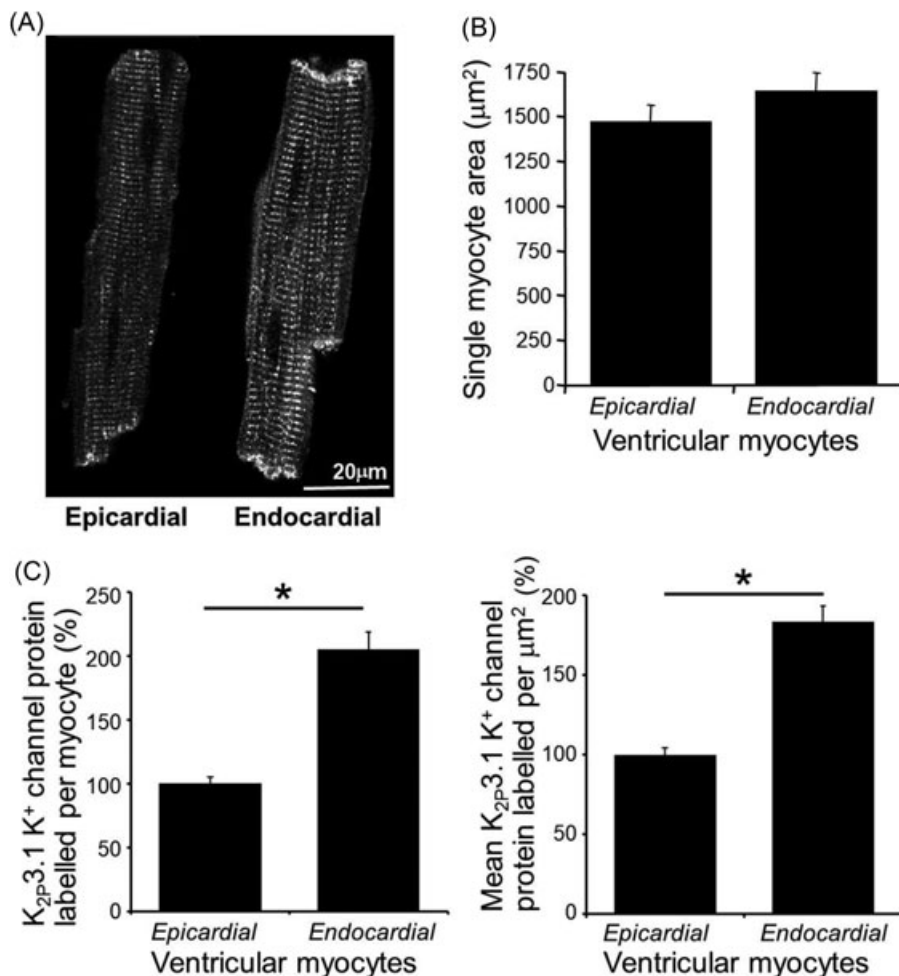 (A)
20µm
Epicardial Endocardial
(B)
Single myocyte area (µm²)
1750
1500
1250
1000
750
500
250
0
Epicardial Endocardial
Ventricular myocytes
(C)
K₂P3.1 K⁺ channel protein
labelled per myocyte (%)
250
200
150
100
50
0
*
Epicardial Endocardial
Ventricular myocytes
Mean K₂P3.1 K⁺ channel
protein labelled per µm² (%)
200
150
100
50
0
*
Epicardial Endocardial
Ventricular myocytes